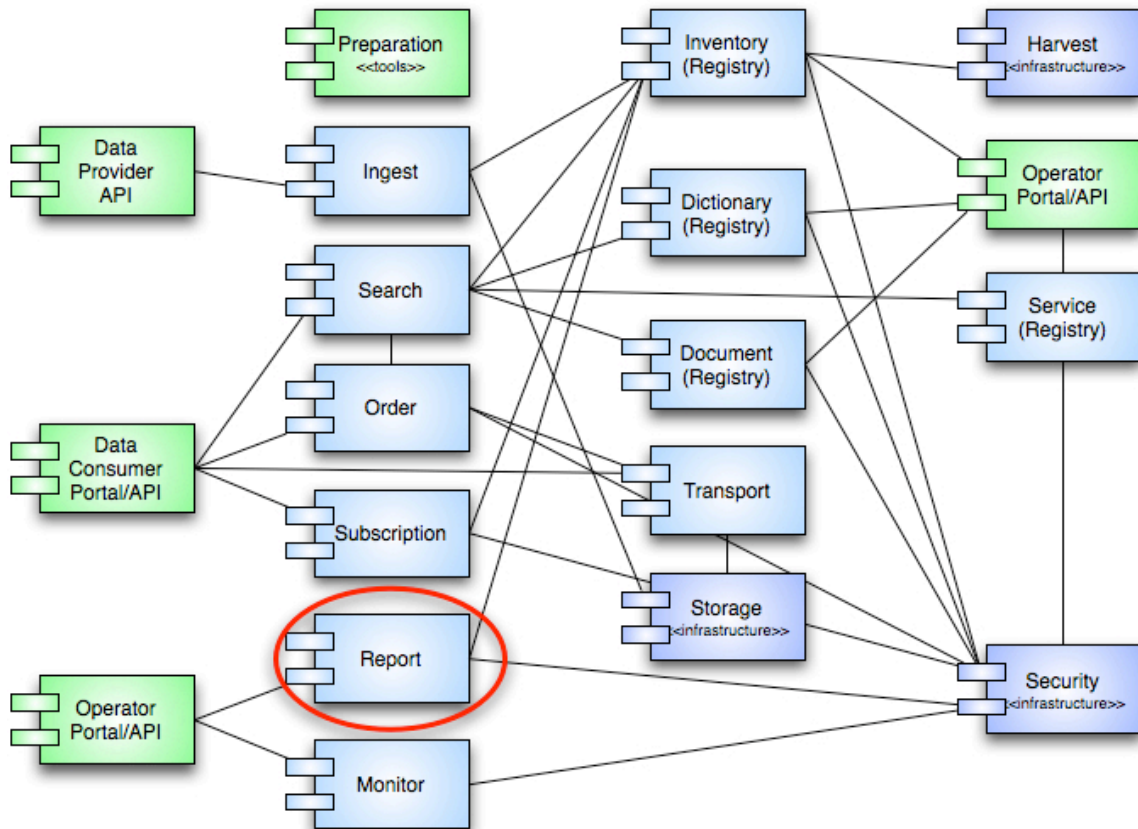 Preparation
<<tools>>
Inventory
(Registry)
Harvest
<<infrastructure>>
Data
Provider
API
Ingest
Dictionary
(Registry)
Operator
Portal/API
Search
Service
(Registry)
Document
(Registry)
Order
Data
Consumer
Portal/API
Transport
Subscription
Storage
<<infrastructure>>
Report
Security
<<infrastructure>>
Operator
Portal/API
Monitor